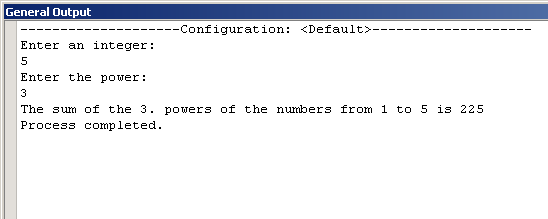 General Output
--------------------Configuration: <Default>--------------------
Enter an integer:
5
Enter the power:
3
The sum of the 3. powers of the numbers from 1 to 5 is 225
Process completed.